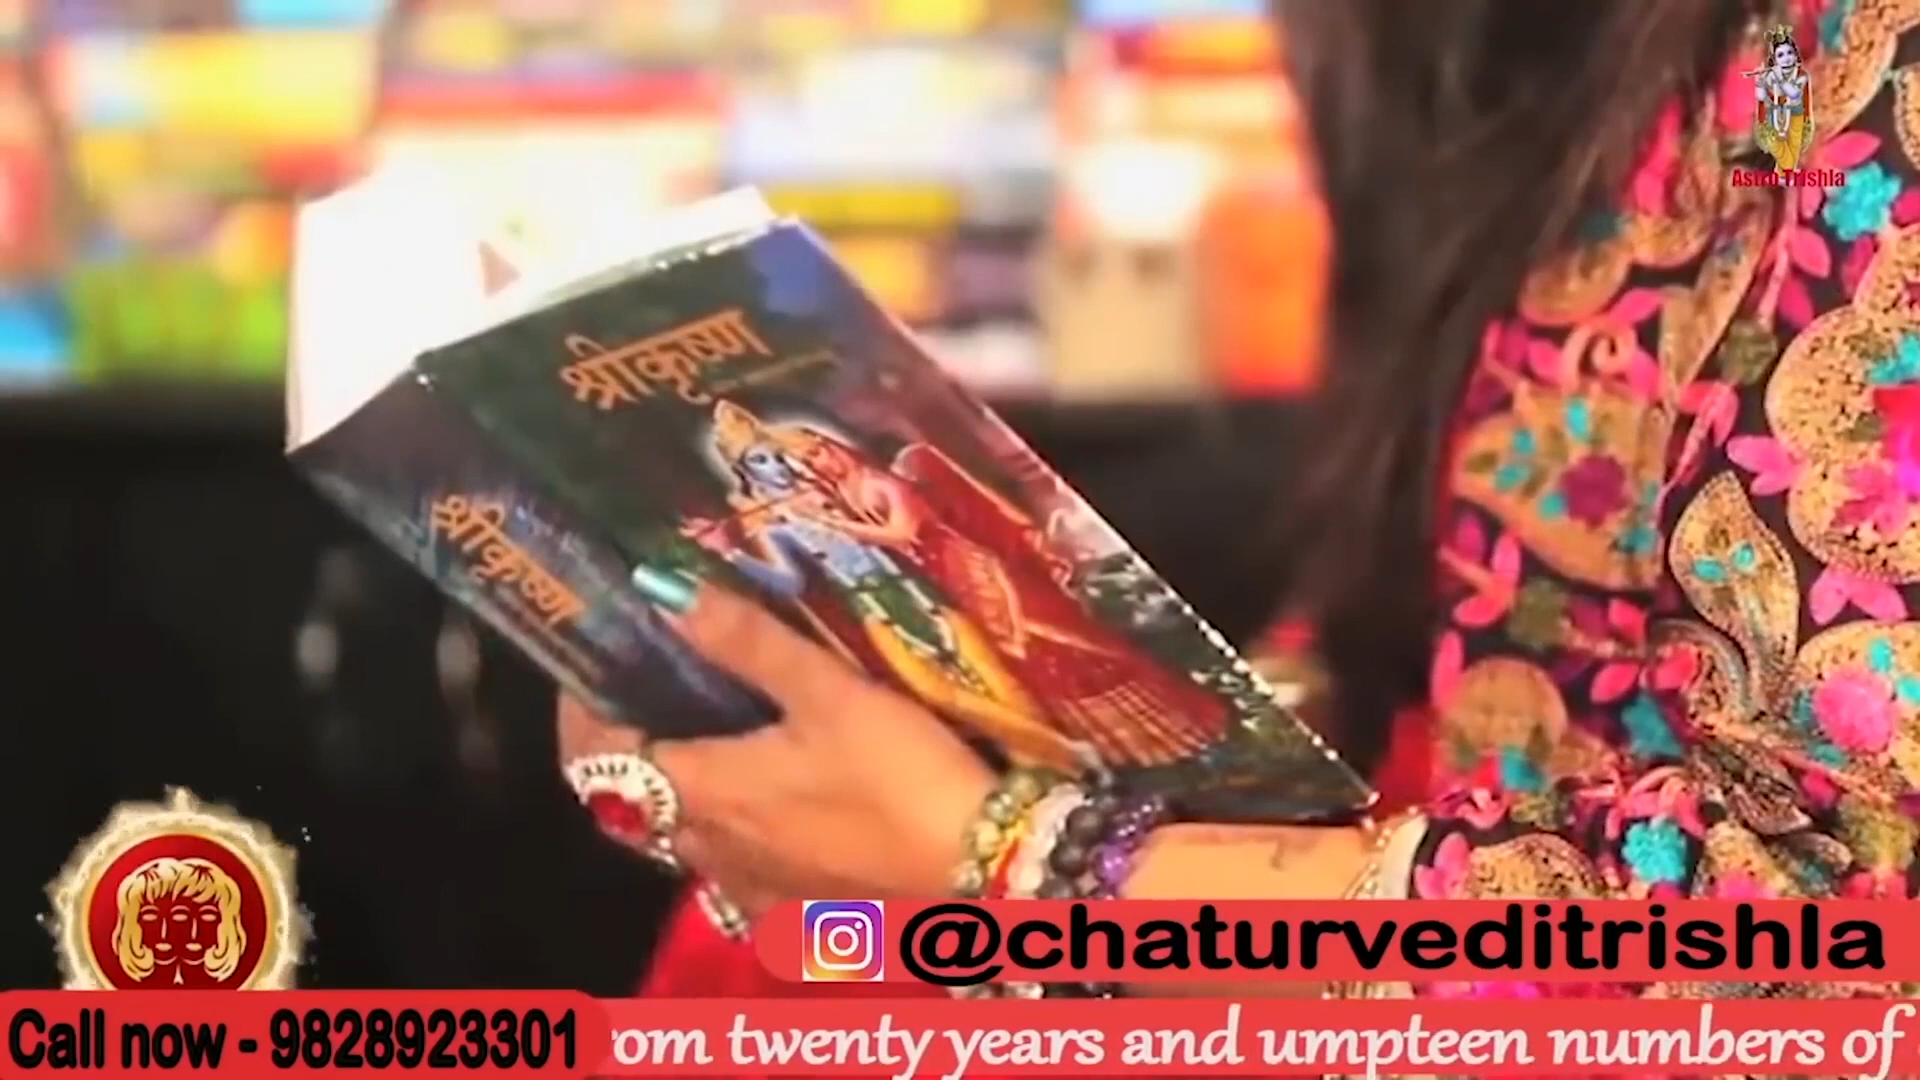 Astro Trishla
श्रीकृष्ण
श्रीकृष्ण
@chaturveditrishla
Call now - 9828923301
om twenty years and umpteen numbers of